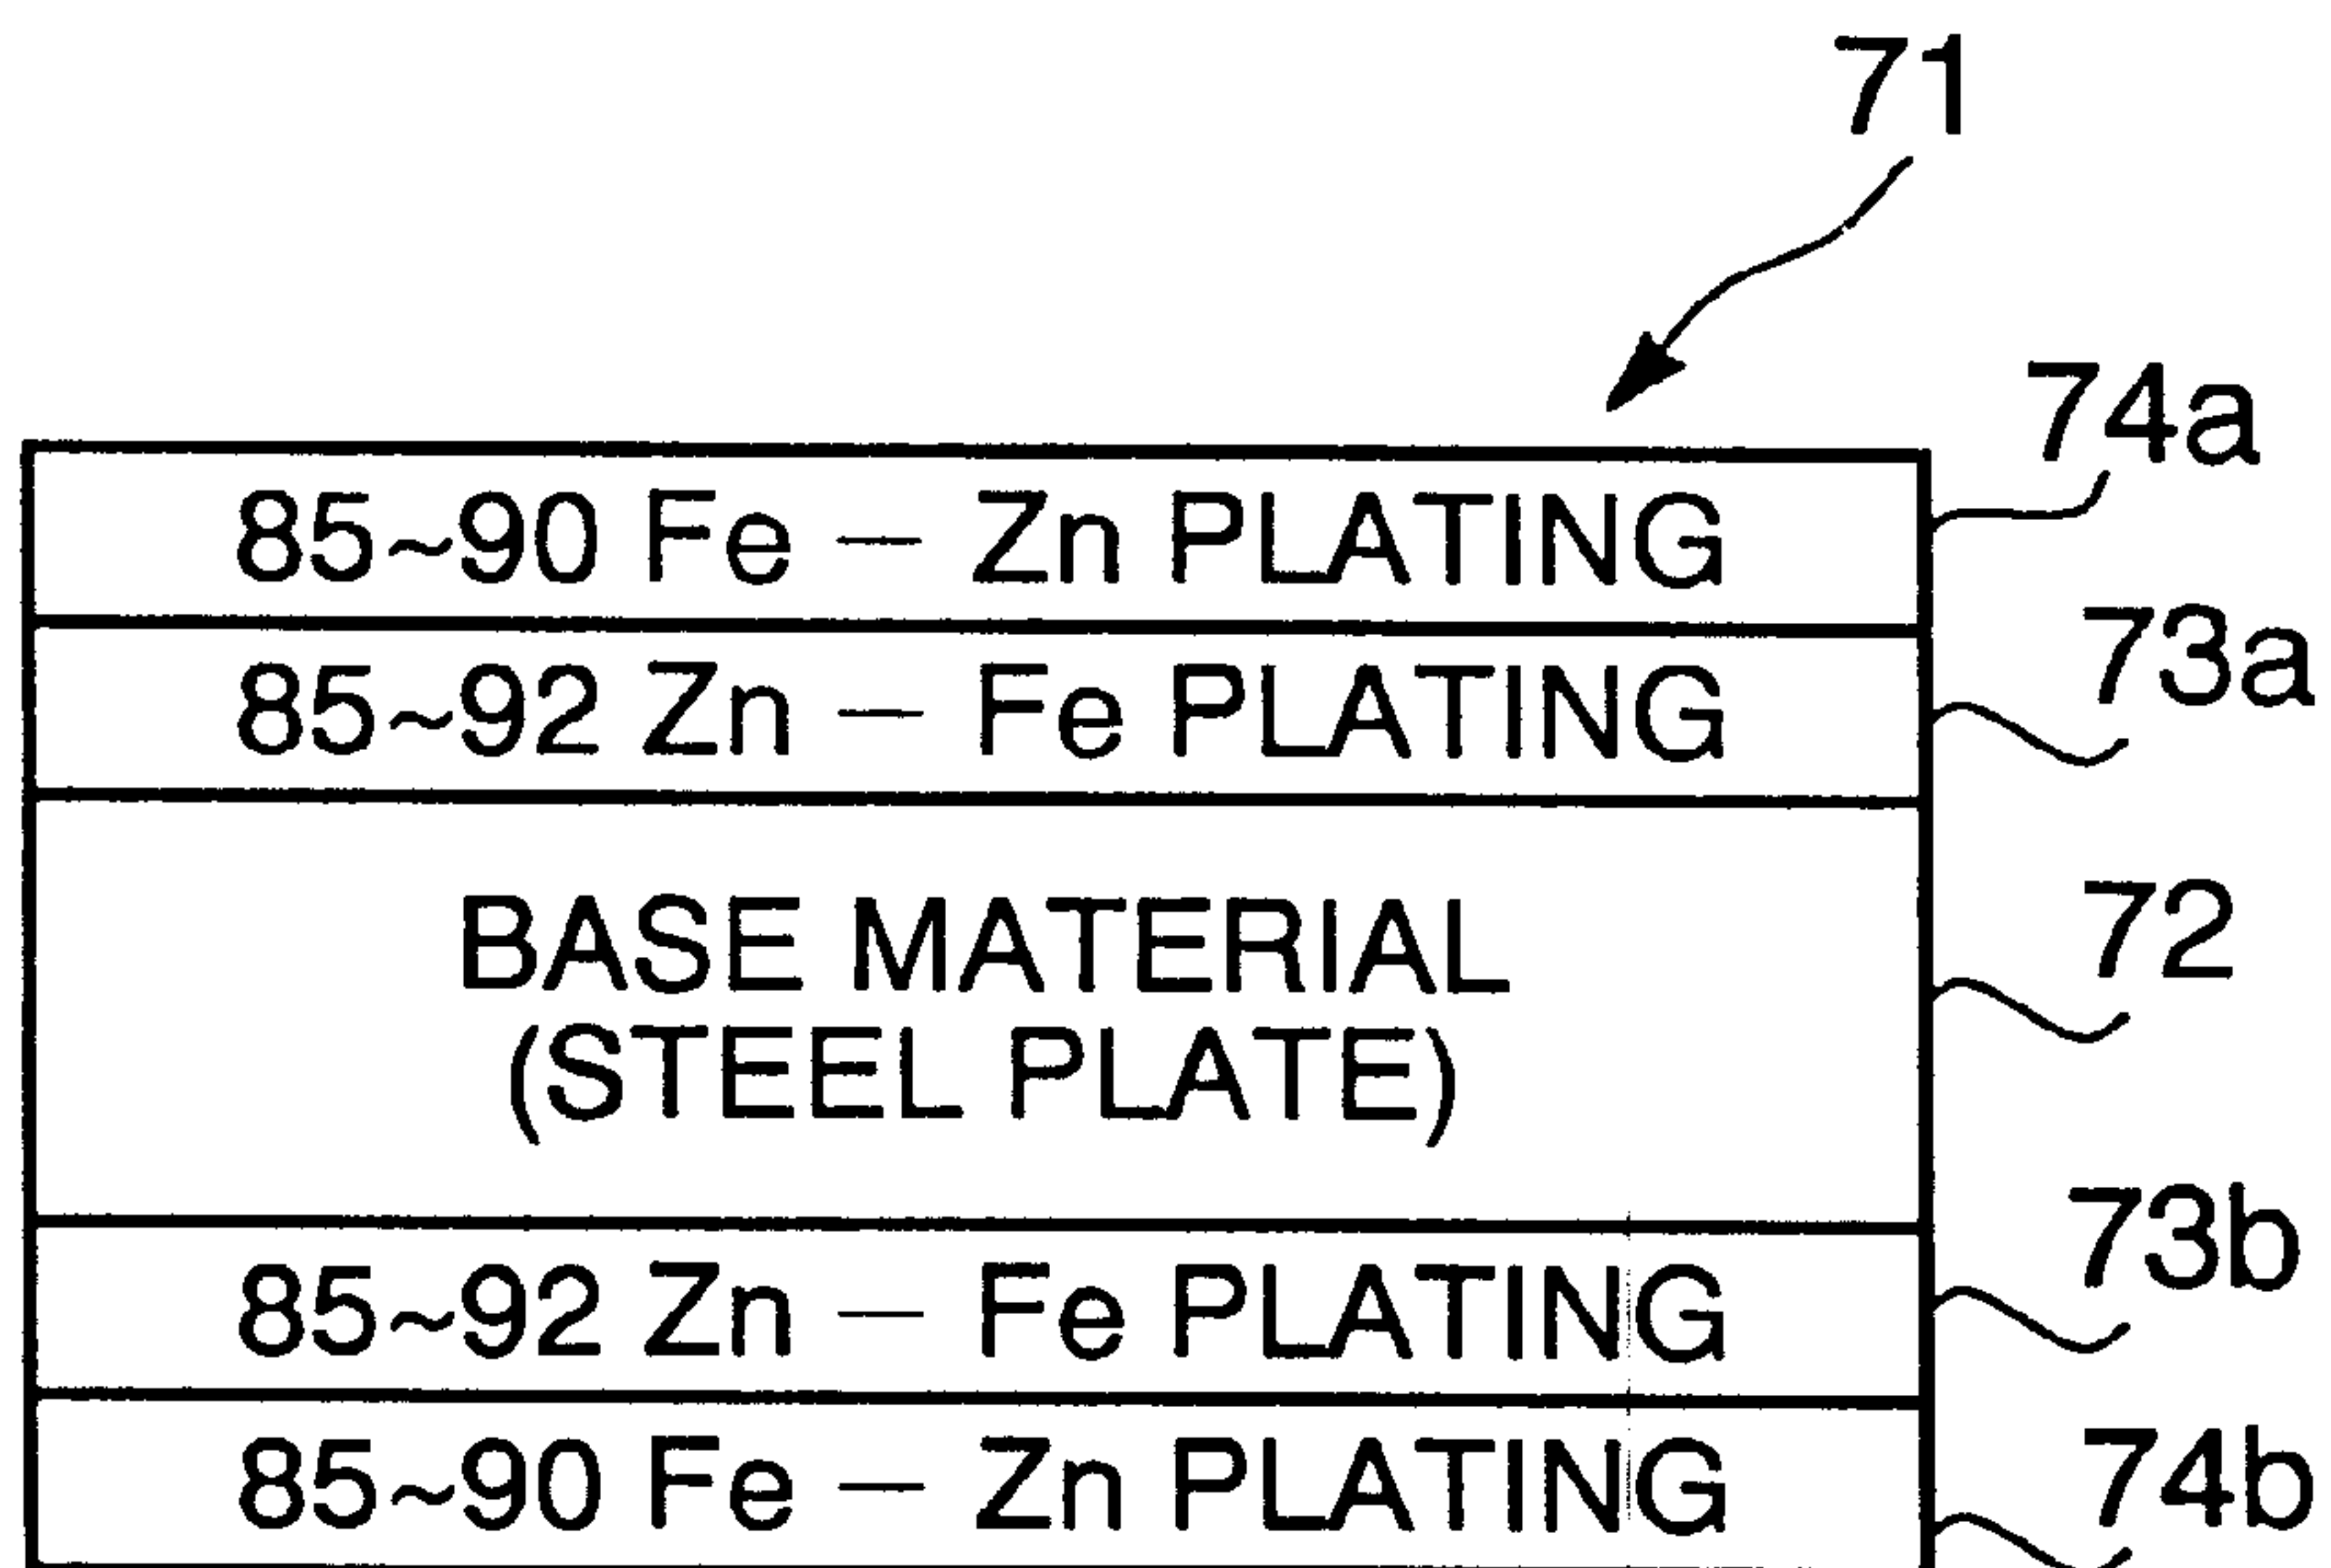 71
74a
85~90 Fe — Zn PLATING
73a
85~92 Zn — Fe PLATING
72
BASE MATERIAL
(STEEL PLATE)
73b
85~92 Zn — Fe PLATING
74b
85~90 Fe — Zn PLATING